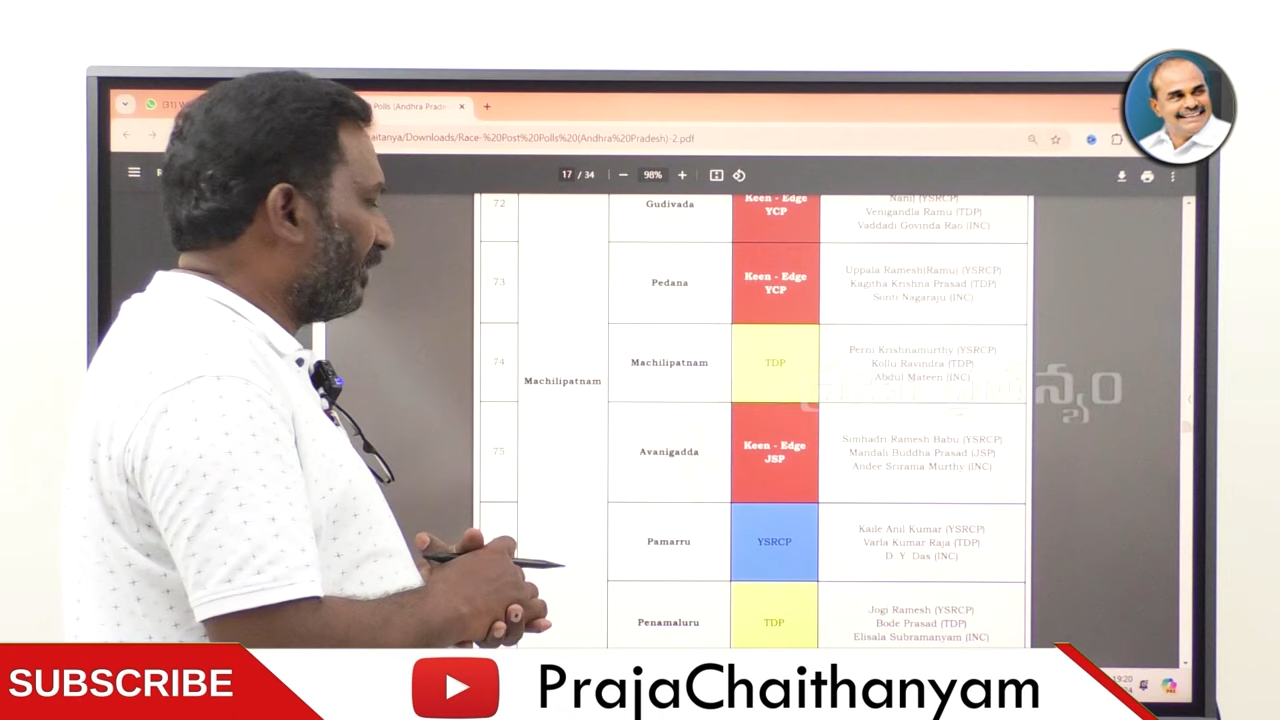 (31) W
Polls (Andhra Prade
aitanya/Downloads/Race-%20Post%20Polls%20(Andhra%20Pradesh)-2.pdf
17 / 34
98%
72
Gudivada
Keen - Edge
YCP
Nani) (YSRCP)
Venigandla Ramu (TDP)
Vaddadi Govinda Rao (INC)
73
Pedana
Keen - Edge
YCP
Uppala Ramesh(Ramu) (YSRCP)
Kagitha Krishna Prasad (TDP)
Sonti Nagaraju (INC)
74
Machilipatnam
TDP
Perni Krishnamurthy (YSRCP)
Kollu Ravindra (TDP)
Abdul Mateen (INC)
Machilipatnam
75
Avanigadda
Keen - Edge
JSP
Simhadri Ramesh Babu (YSRCP)
Mandali Buddha Prasad (JSP)
Andee Srirama Murthy (INC)
Pamarru
YSRCP
Kaile Anil Kumar (YSRCP)
Varla Kumar Raja (TDP)
D. Y. Das (INC)
Penamaluru
TDP
Jogi Ramesh (YSRCP)
Bode Prasad (TDP)
Elisala Subramanyam (INC)
19:20
SUBSCRIBE
PrajaChaithanyam